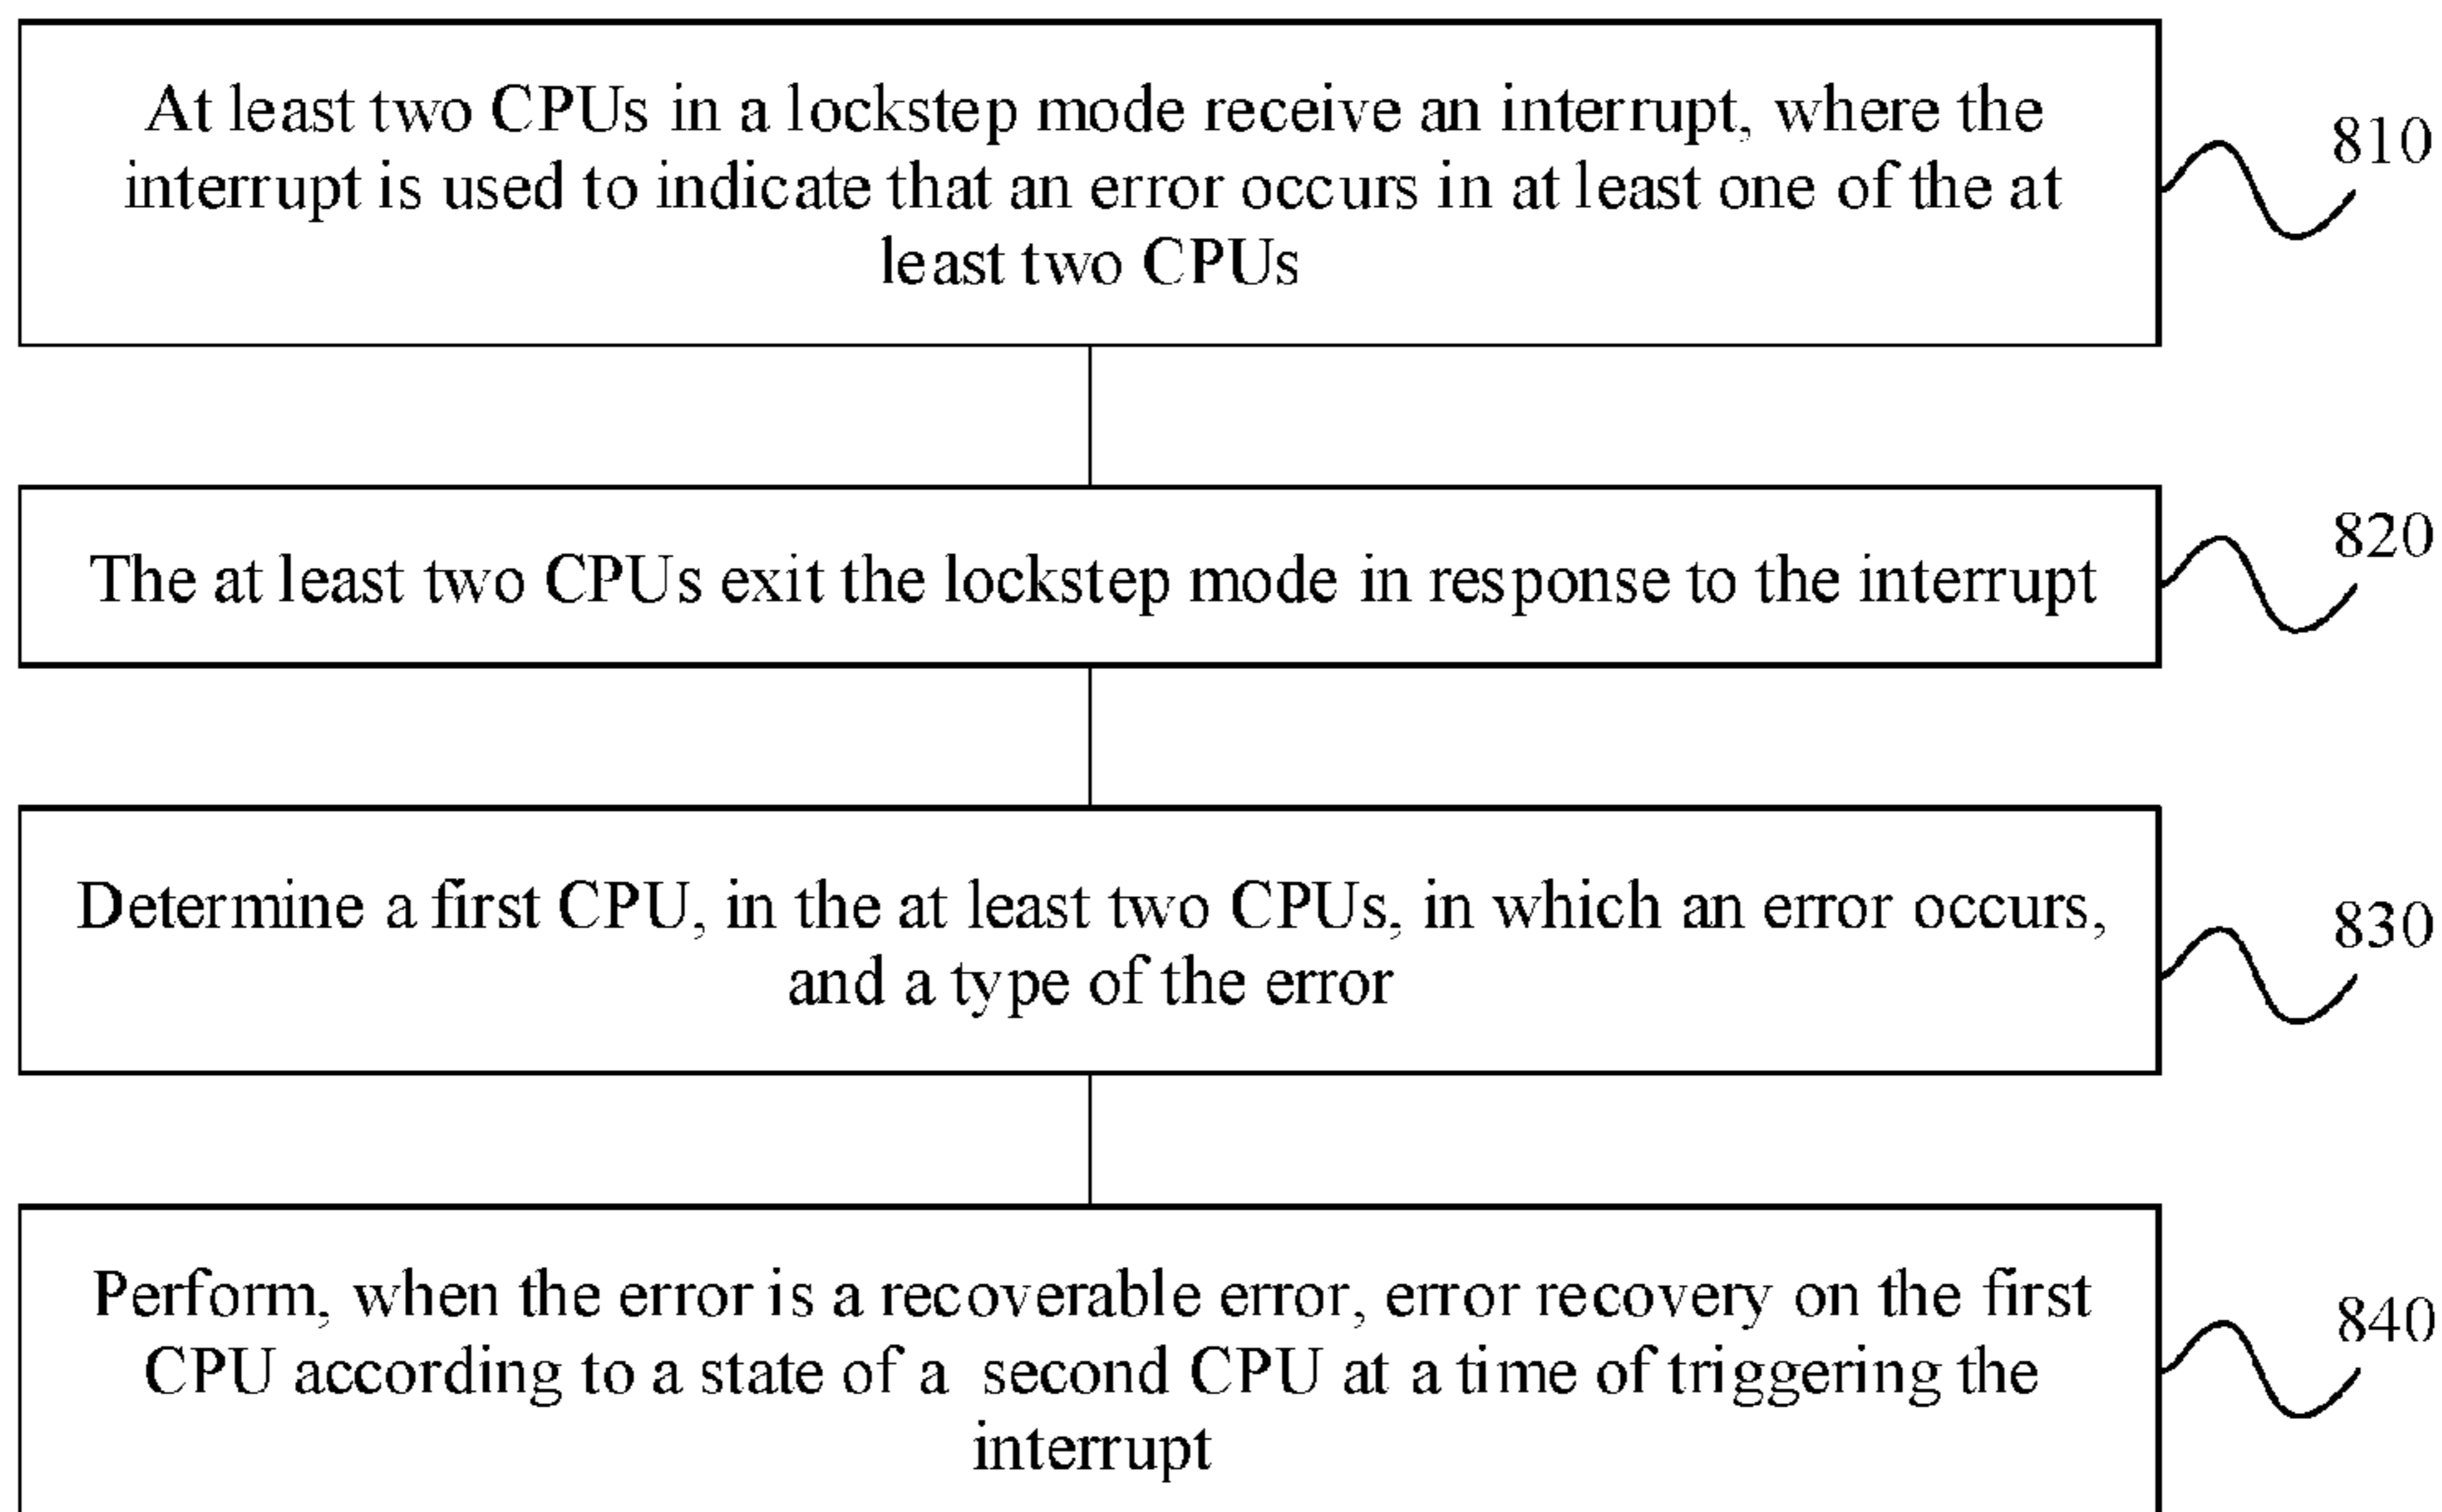 At least two CPUs in a lockstep mode receive an interrupt, where the
interrupt is used to indicate that an error occurs in at least one of the at
least two CPUs
810
The at least two CPUs exit the lockstep mode in response to the interrupt
820
Determine a first CPU, in the at least two CPUs, in which an error occurs,
and a type of the error
830
Perform, when the error is a recoverable error, error recovery on the first
CPU according to a state of a second CPU at a time of triggering the
interrupt
840